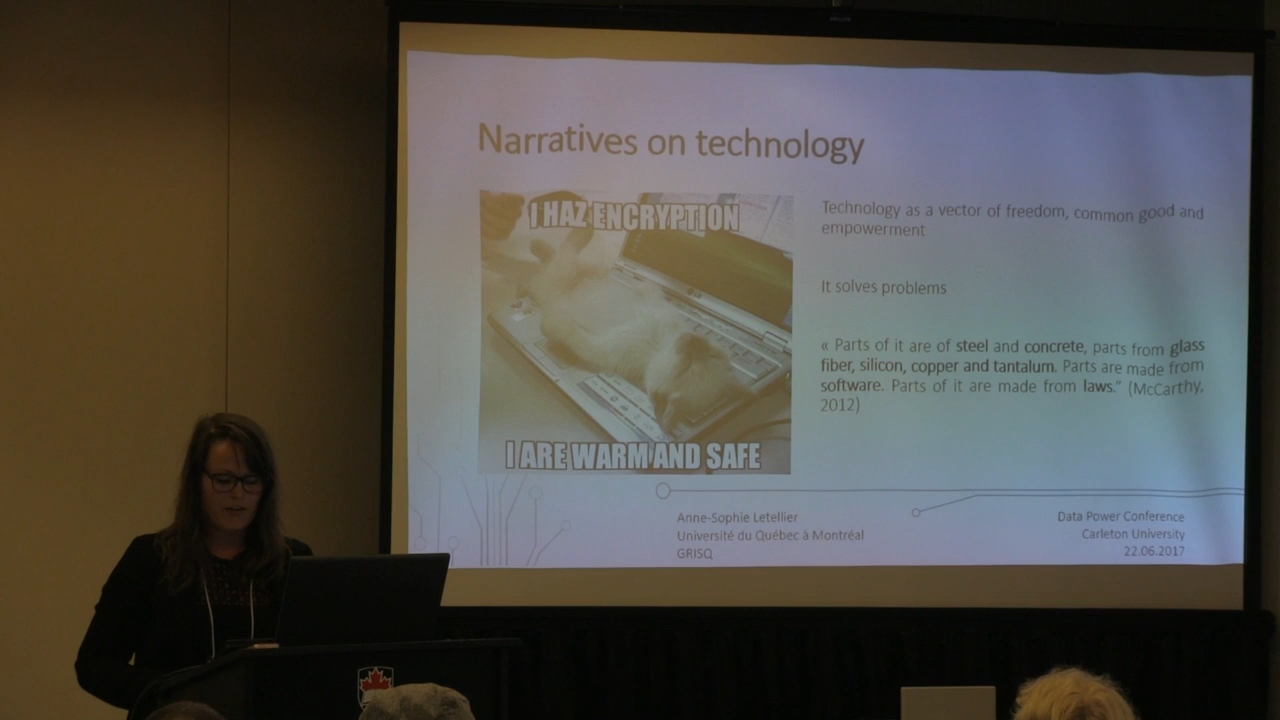 Narratives on technology
I HAZ ENCRYPTION
I ARE WARM AND SAFE
Technology as a vector of freedom, common good and
empowerment
It solves problems
« Parts of it are of steel and concrete, parts from glass
fiber, silicon, copper and tantalum. Parts are made from
software. Parts of it are made from laws.” (McCarthy,
2012)
Anne-Sophie Letellier
Université du Québec à Montréal
GRISQ
Data Power Conference
Carleton University
22.06.2017